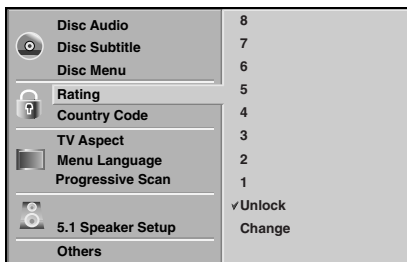 Disc Audio
Disc Subtitle
Disc Menu
Rating
Country Code
TV Aspect
Menu Language
Progressive Scan
5.1 Speaker Setup
Others
8
7
6
5
4
3
2
1
✓Unlock
Change